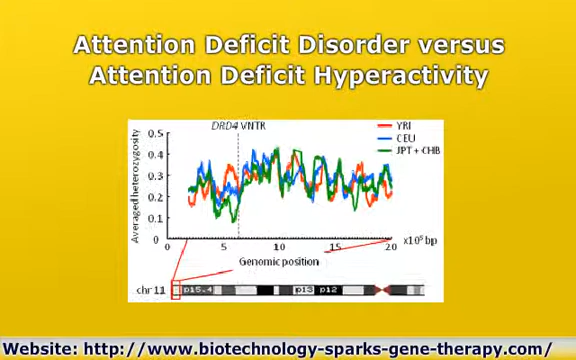 Attention Deficit Disorder versus
Attention Deficit Hyperactivity
DRD4 VNTR
YRI
CEU
JPT + CHB
Averaged heterozygosity
0.5
0.4
0.3
0.2
0.1
0
0 5 10 15 20 x10⁵ bp
Genomic position
chr 11 p15.4 p13 p12
Website: http://www.biotechnology-sparks-gene-therapy.com/